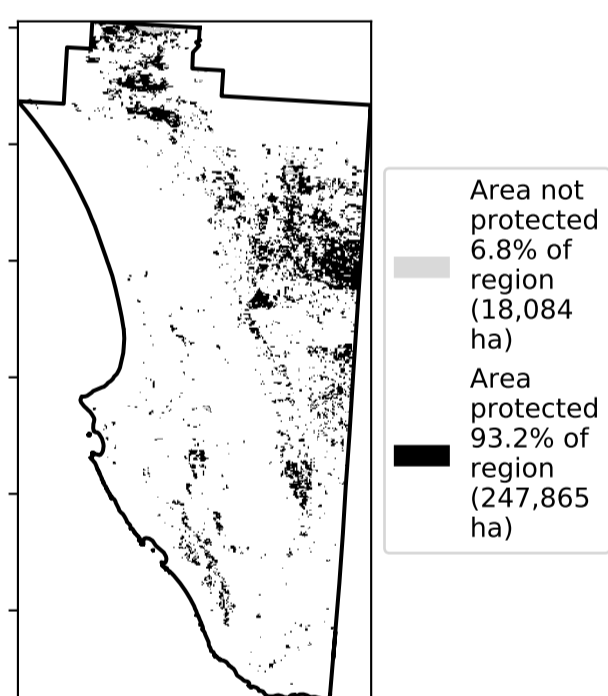 Area not
protected
6.8% of
region
(18,084
ha)
Area
protected
93.2% of
region
(247,865
ha)